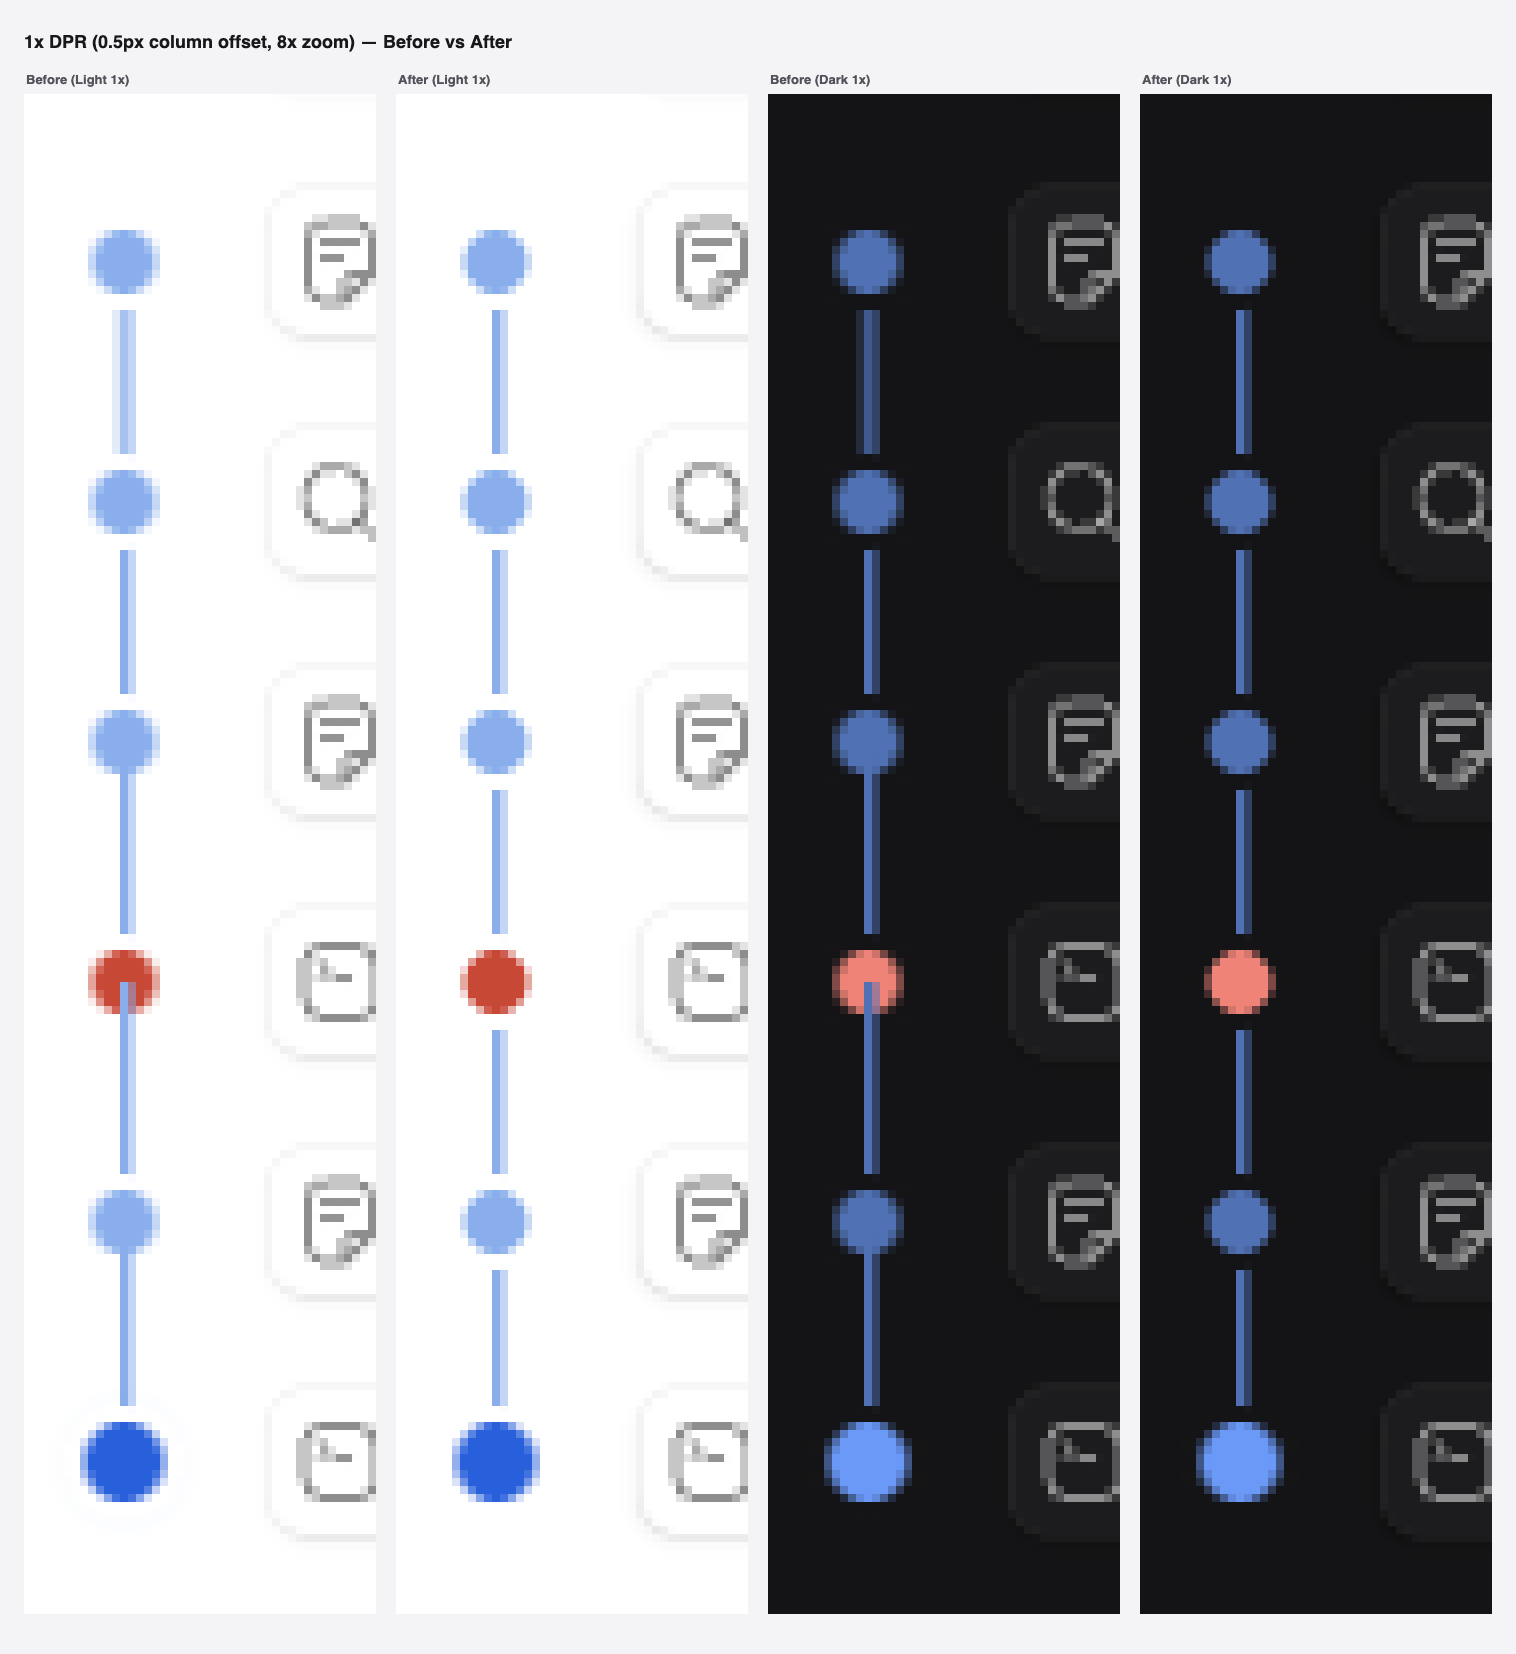 1x DPR (0.5px column offset, 8x zoom) — Before vs After
Before (Light 1x)
After (Light 1x)
Before (Dark 1x)
After (Dark 1x)